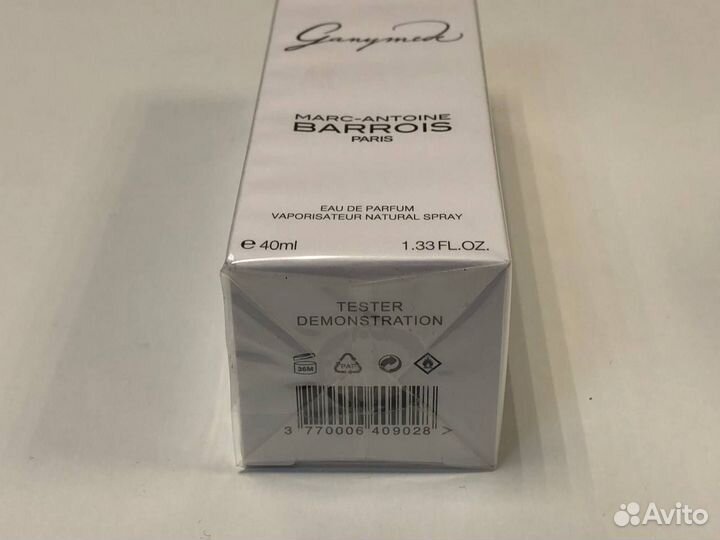 Ganymede
MARC-ANTOINE
BARROIS
PARIS
EAU DE PARFUM
VAPORISATEUR NATURAL SPRAY
℮ 40ml 1.33 FL.OZ.
TESTER
DEMONSTRATION
36M PAP
3 770006 409028 >
Avito